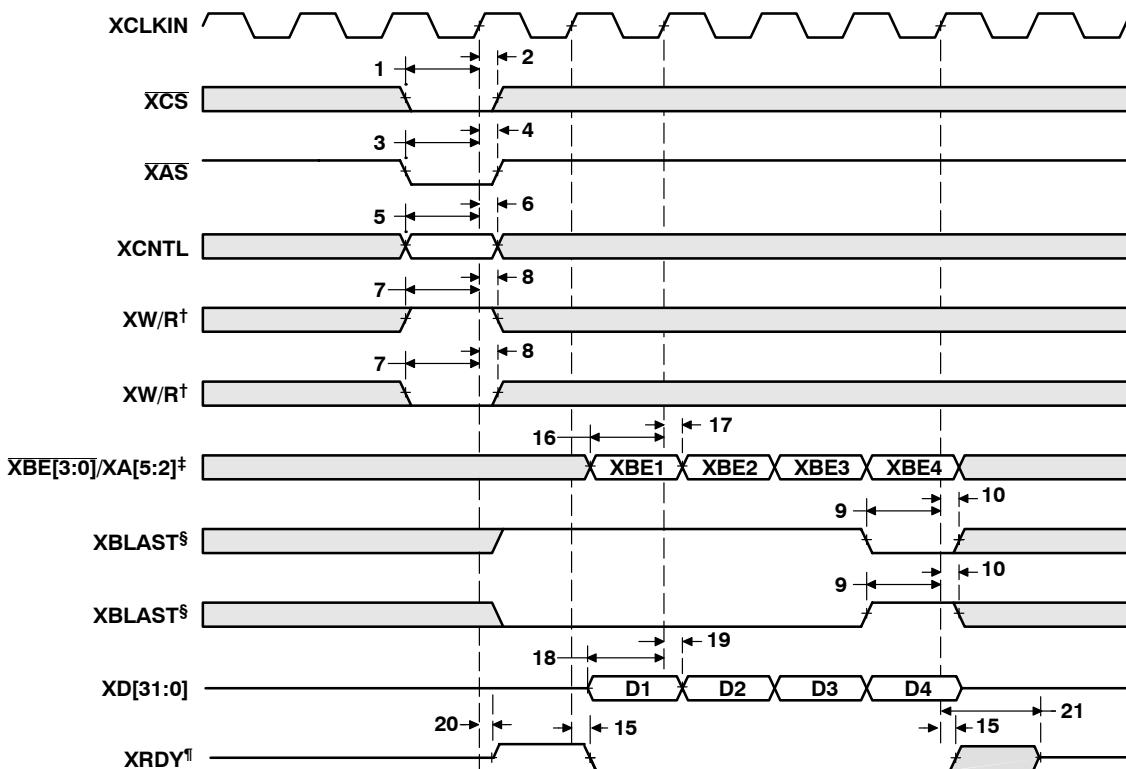 XCLKIN
1 2
XCS
3 4
XAS
5 6
XCNTL
7 8
XW/R†
7 8
XW/R†
16 17
XBE[3:0]/XA[5:2]‡ XBE1 XBE2 XBE3 XBE4
9 10
XBLAST§
9 10
XBLAST§
18 19
XD[31:0] D1 D2 D3 D4
20 15 15 21
XRDY¶